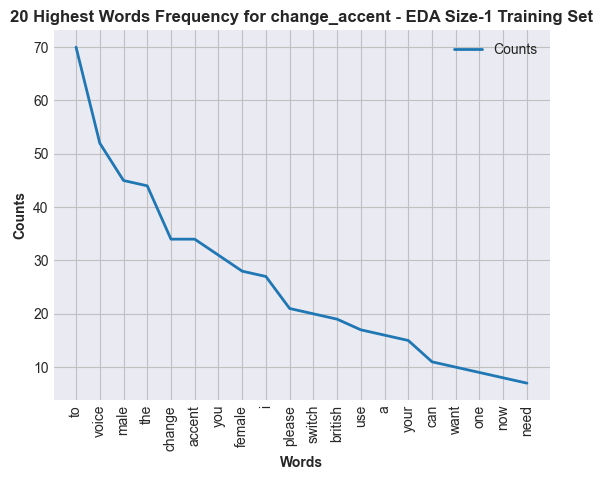 20 Highest Words Frequency for change_accent - EDA Size-1 Training Set
Counts
70
60
50
40
30
20
10
Counts
to
voice
male
the
change
accent
you
female
i
please
switch
british
use
a
your
can
want
one
now
need
Words